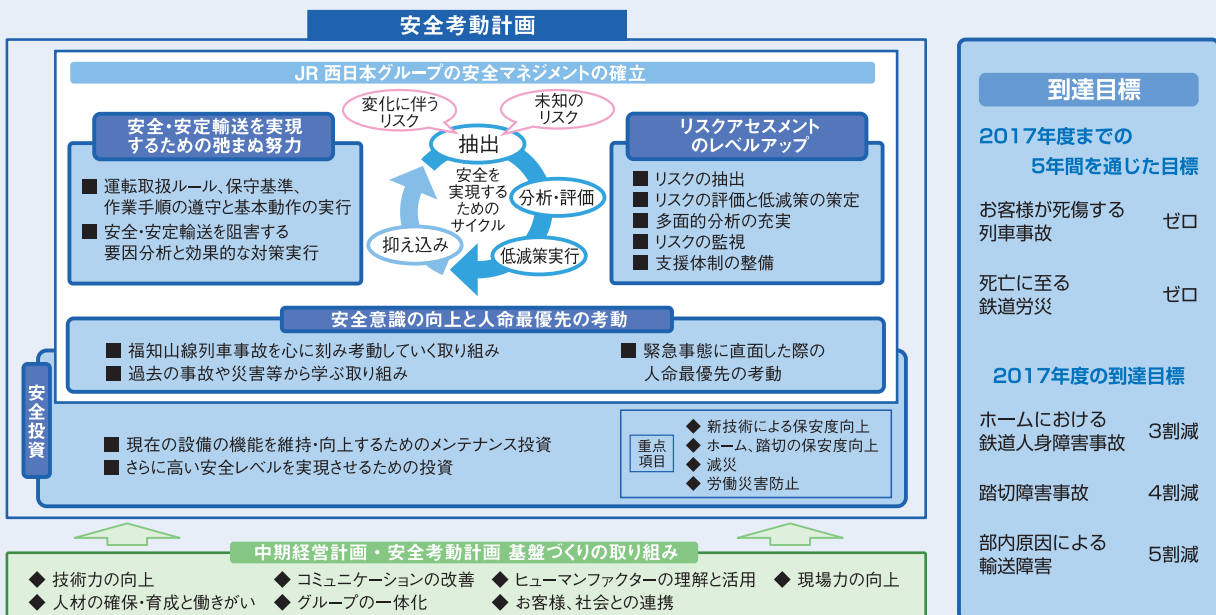 安全考動計画
JR 西日本グループの安全マネジメントの確立
変化に伴う
リスク
未知の
リスク
安全・安定輸送を実現
するための弛まぬ努力
■ 運転取扱ルール、保守基準、
作業手順の遵守と基本動作の実行
■ 安全・安定輸送を阻害する
要因分析と効果的な対策実行
抽出
安全を
実現する
ための
サイクル
分析・評価
低減策実行
抑え込み
リスクアセスメント
のレベルアップ
■ リスクの抽出
■ リスクの評価と低減策の策定
■ 多面的分析の充実
■ リスクの監視
■ 支援体制の整備
安全意識の向上と人命最優先の考動
■ 福知山線列車事故を心に刻み考動していく取り組み
■ 過去の事故や災害等から学ぶ取り組み
■ 緊急事態に直面した際の
人命最優先の考動
安全投資
■ 現在の設備の機能を維持・向上するためのメンテナンス投資
■ さらに高い安全レベルを実現させるための投資
重点
項目
◆ 新技術による保安度向上
◆ ホーム、踏切の保安度向上
◆ 減災
◆ 労働災害防止
中期経営計画・安全考動計画 基盤づくりの取り組み
◆ 技術力の向上
◆ コミュニケーションの改善
◆ ヒューマンファクターの理解と活用
◆ 現場力の向上
◆ 人材の確保・育成と働きがい
◆ グループの一体化
◆ お客様、社会との連携
到達目標
2017年度までの
5年間を通じた目標
お客様が死傷する
列車事故 ゼロ
死亡に至る
鉄道労災 ゼロ
2017年度の到達目標
ホームにおける
鉄道人身障害事故 3割減
踏切障害事故 4割減
部内原因による
輸送障害 5割減